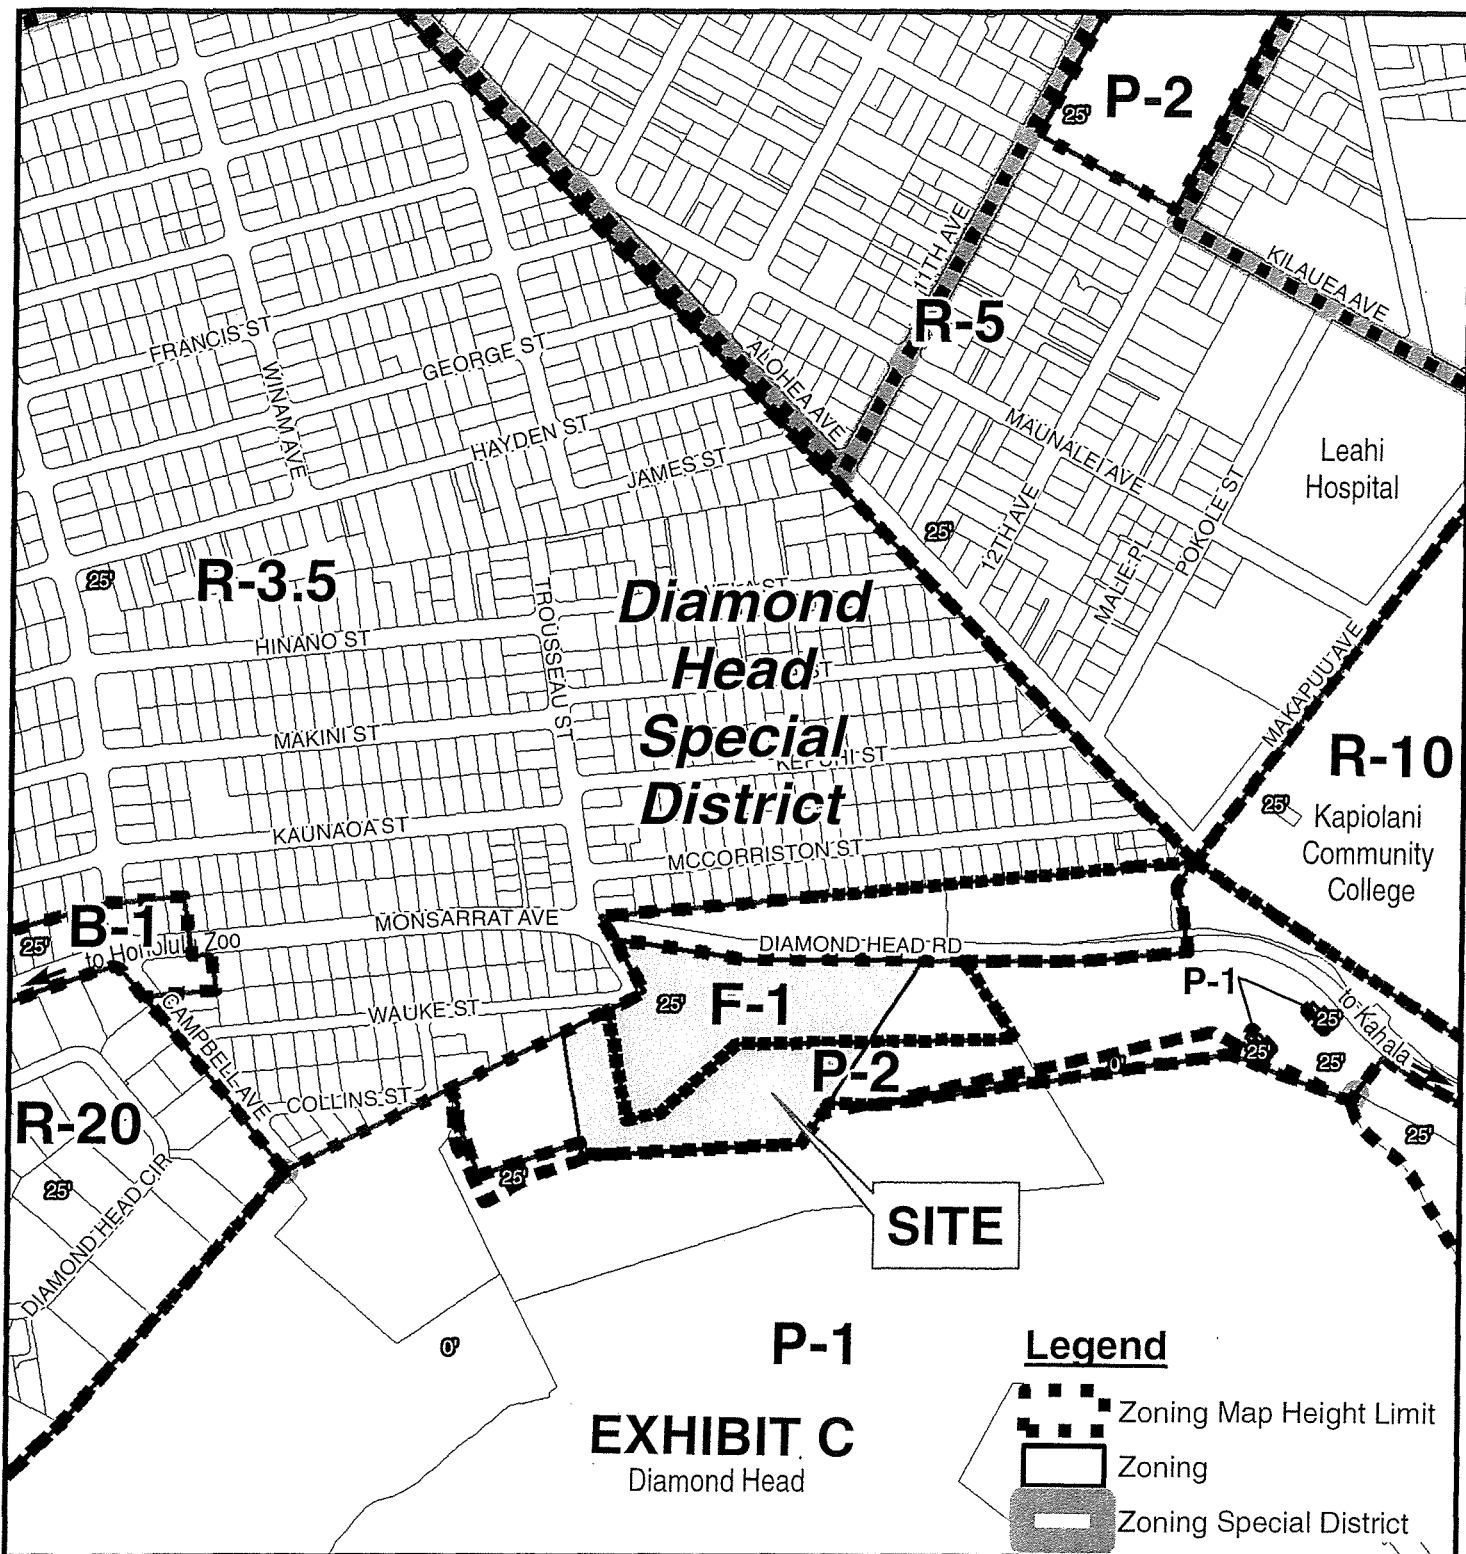 P-2
25'
KILAUEA AVE
11TH AVE
R-5
FRANCIS ST
GEORGE ST
WINAM AVE
ALOHEA AVE
HAYDEN ST
JAMES ST
MAUNALEI AVE
Leahi
Hospital
12TH AVE
25'
POKOLE ST
MALIE PL
25'
R-3.5
TROUSSEAU ST
Diamond
Head
Special
District
ST
HINANO ST
MAKINI ST
MAKAPUU AVE
R-10
25'
Kapiolani
Community
College
KAUNAOA ST
MCCORRISTON ST
B-1
25'
to Honolulu Zoo
MONSARRAT AVE
DIAMOND HEAD RD
P-1
F-1
25'
25'
25'
25'
to Kahala
WAUKE ST
CAMPBELL AVE
P-2
0'
COLLINS ST
R-20
25'
25'
25'
DIAMOND HEAD CIR
SITE
0'
P-1
EXHIBIT C
Diamond Head
Legend
Zoning Map Height Limit
Zoning
Zoning Special District